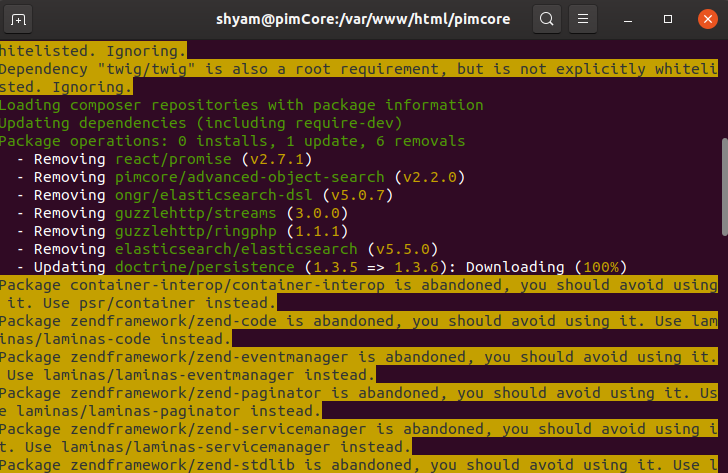 shyam@pimCore:/var/www/html/pimcore
hitelisted. Ignoring.
Dependency "twig/twig" is also a root requirement, but is not explicitly whiteli
sted. Ignoring.
Loading composer repositories with package information
Updating dependencies (including require-dev)
Package operations: 0 installs, 1 update, 6 removals
  - Removing react/promise (v2.7.1)
  - Removing pimcore/advanced-object-search (v2.2.0)
  - Removing ongr/elasticsearch-dsl (v5.0.7)
  - Removing guzzlehttp/streams (3.0.0)
  - Removing guzzlehttp/ringphp (1.1.1)
  - Removing elasticsearch/elasticsearch (v5.5.0)
  - Updating doctrine/persistence (1.3.5 => 1.3.6): Downloading (100%)
Package container-interop/container-interop is abandoned, you should avoid using
 it. Use psr/container instead.
Package zendframework/zend-code is abandoned, you should avoid using it. Use lam
inas/laminas-code instead.
Package zendframework/zend-eventmanager is abandoned, you should avoid using it.
 Use laminas/laminas-eventmanager instead.
Package zendframework/zend-paginator is abandoned, you should avoid using it. Us
e laminas/laminas-paginator instead.
Package zendframework/zend-servicemanager is abandoned, you should avoid using i
t. Use laminas/laminas-servicemanager instead.
Package zendframework/zend-stdlib is abandoned, you should avoid using it. Use l